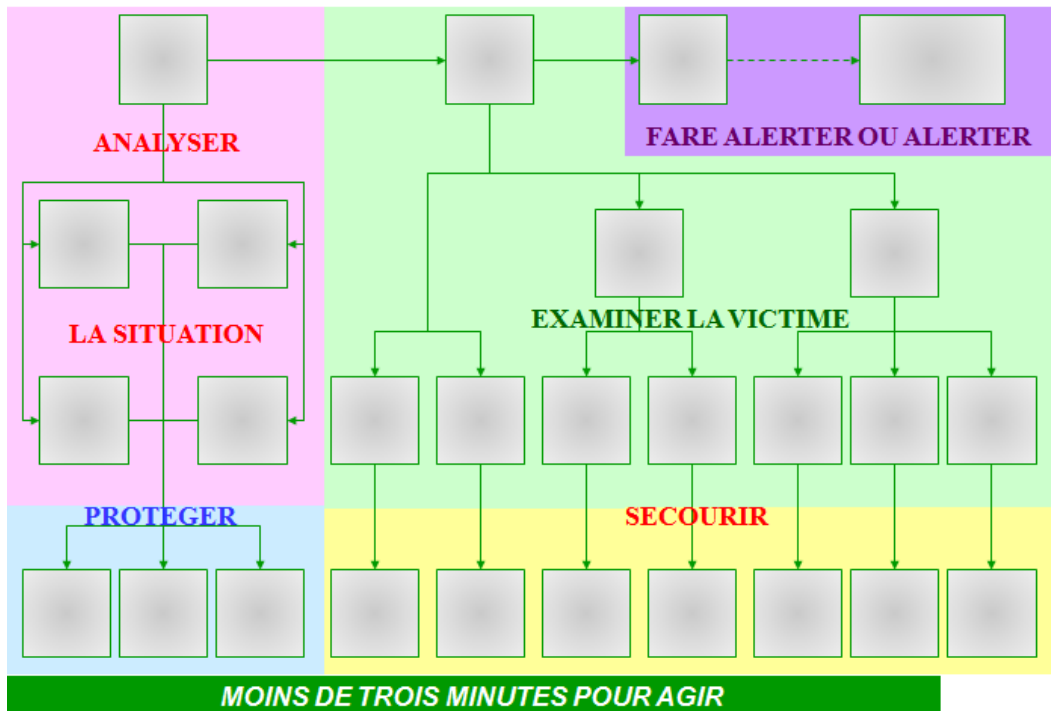 ANALYSER
FARE ALERTER OU ALERTER
EXAMINER LA VICTIME
LA SITUATION
PROTEGER
SECOURIR
MOINS DE TROIS MINUTES POUR AGIR